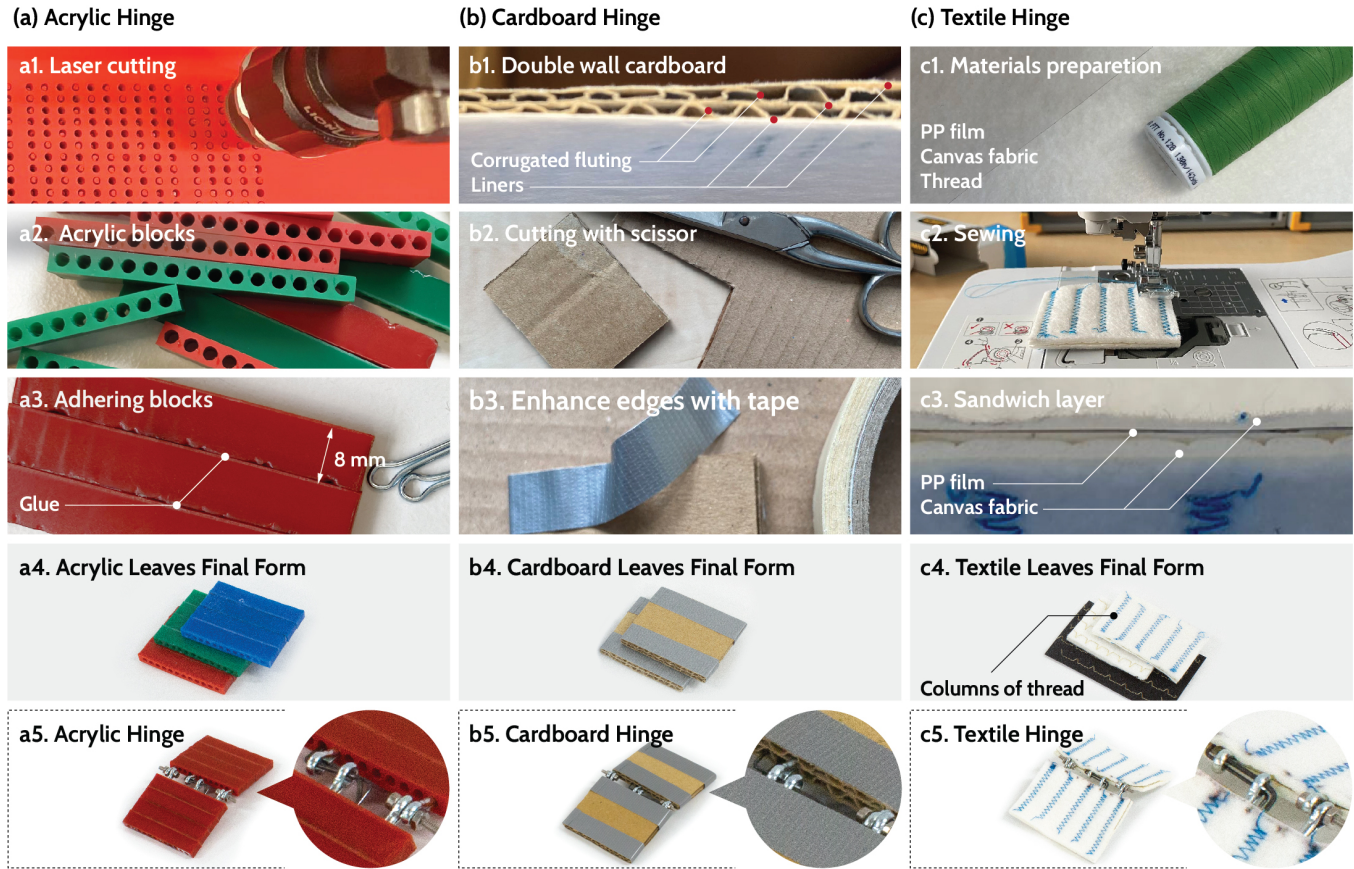 (a) Acrylic Hinge
(b) Cardboard Hinge
(c) Textile Hinge
a1. Laser cutting
b1. Double wall cardboard
Corrugated fluting
Liners
c1. Materials preparetion
PP film
Canvas fabric
Thread
a2. Acrylic blocks
b2. Cutting with scissor
c2. Sewing
a3. Adhering blocks
8 mm
Glue
b3. Enhance edges with tape
c3. Sandwich layer
PP film
Canvas fabric
a4. Acrylic Leaves Final Form
b4. Cardboard Leaves Final Form
c4. Textile Leaves Final Form
Columns of thread
a5. Acrylic Hinge
b5. Cardboard Hinge
c5. Textile Hinge